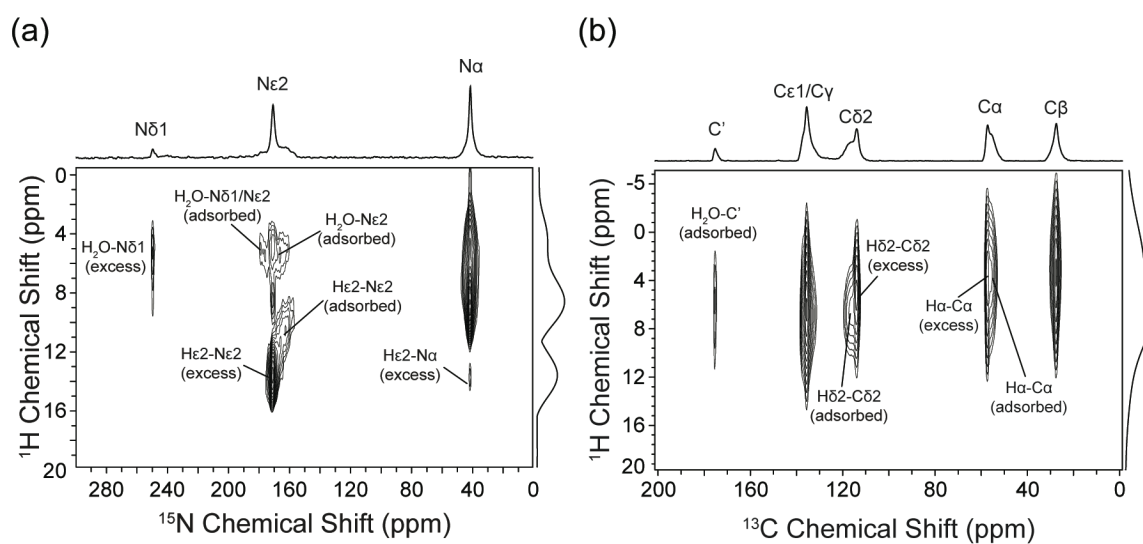 (a)
Nδ1
Nε2
Nα
0
4
8
12
16
20
¹H Chemical Shift (ppm)
H₂O-Nδ1/Nε2
(adsorbed)
H₂O-Nε2
(adsorbed)
H₂O-Nδ1
(excess)
Hε2-Nε2
(adsorbed)
Hε2-Nε2
(excess)
Hε2-Nα
(excess)
280 240 200 160 120 80 40 0
¹⁵N Chemical Shift (ppm)
(b)
C'
Cε1/Cγ
Cδ2
Cα
Cβ
-5
0
4
8
12
16
20
¹H Chemical Shift (ppm)
H₂O-C'
(adsorbed)
Hδ2-Cδ2
(excess)
Hα-Cα
(excess)
Hδ2-Cδ2
(adsorbed)
Hα-Cα
(adsorbed)
200 160 120 80 40 0
¹³C Chemical Shift (ppm)